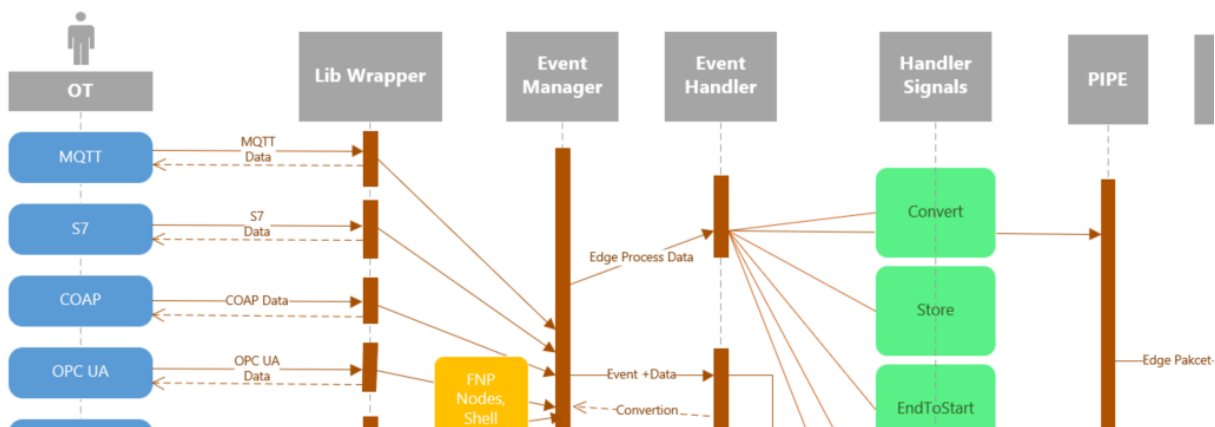 OT
Lib Wrapper
Event
Manager
Event
Handler
Handler
Signals
PIPE
MQTT
MQTT
Data
S7
S7
Data
COAP
COAP Data
OPC UA
OPC UA
Data
FNP
Nodes,
Shell
Edge Process Data
Event +Data
Convertion
Convert
Store
EndToStart
Edge Pakcet